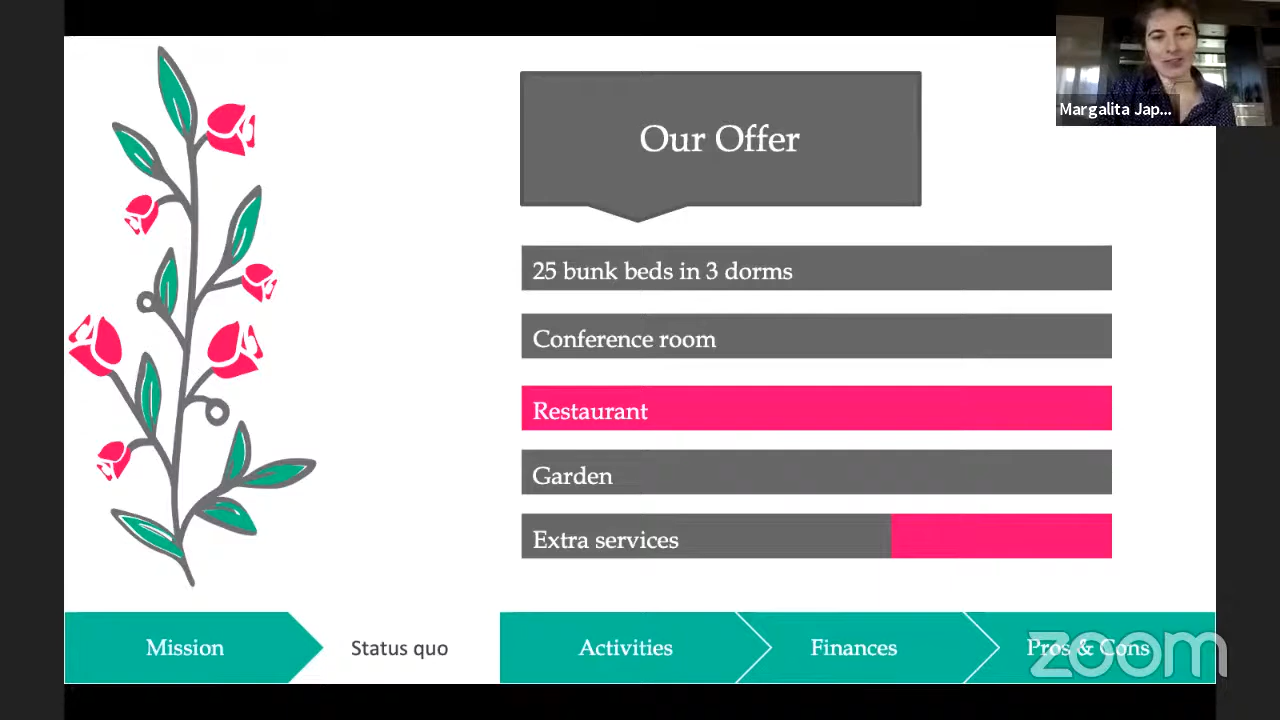 Margalita Jap...
Our Offer
25 bunk beds in 3 dorms
Conference room
Restaurant
Garden
Extra services
Mission
Status quo
Activities
Finances
Pros & Cons
zoom